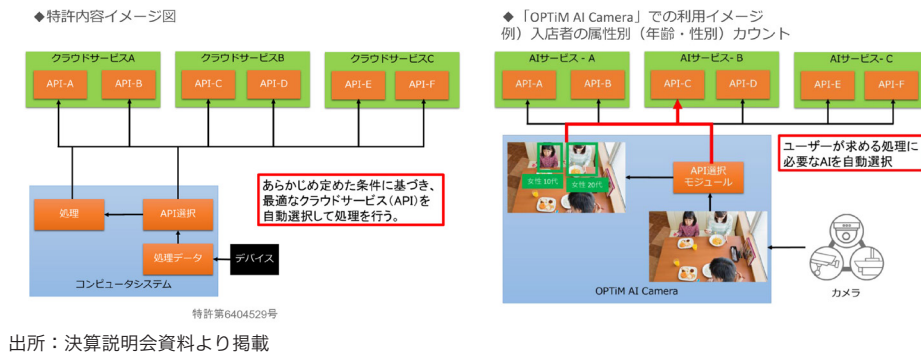 ◆特許内容イメージ図
クラウドサービスA
API-A
API-B
クラウドサービスB
API-C
API-D
クラウドサービスC
API-E
API-F
あらかじめ定めた条件に基づき、
最適なクラウドサービス(API)を
自動選択して処理を行う。
処理
API選択
処理データ
デバイス
コンピュータシステム
特許第6404529号
◆「OPTiM AI Camera」での利用イメージ
例）入店者の属性別（年齢・性別）カウント
AIサービス - A
API-A
API-B
AIサービス- B
API-C
API-D
AIサービス- C
API-E
API-F
ユーザーが求める処理に
必要なAIを自動選択
女性 10代
女性 20代
API選択
モジュール
OPTiM AI Camera
カメラ
出所：決算説明会資料より掲載